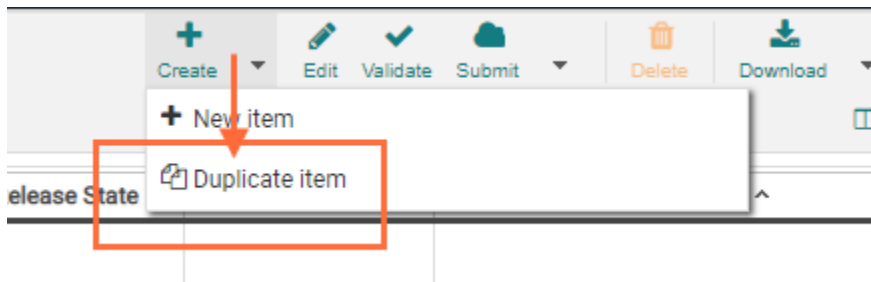 Create Edit Validate Submit Delete Download
New item
Duplicate item
elease State